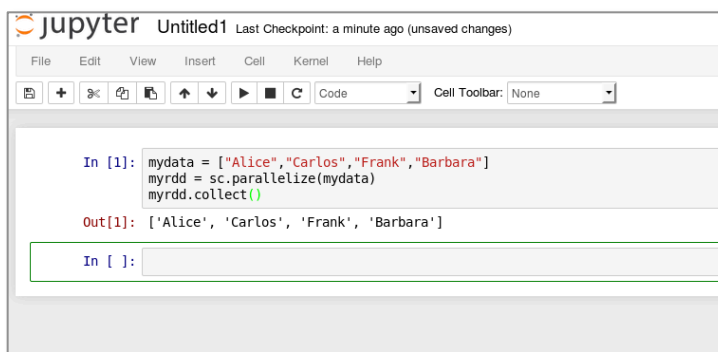 jupyter Untitled1 Last Checkpoint: a minute ago (unsaved changes)
File Edit View Insert Cell Kernel Help
Code Cell Toolbar: None
In [1]: mydata = ["Alice","Carlos","Frank","Barbara"]
myrdd = sc.parallelize(mydata)
myrdd.collect()
Out[1]: ['Alice', 'Carlos', 'Frank', 'Barbara']
In [ ]: